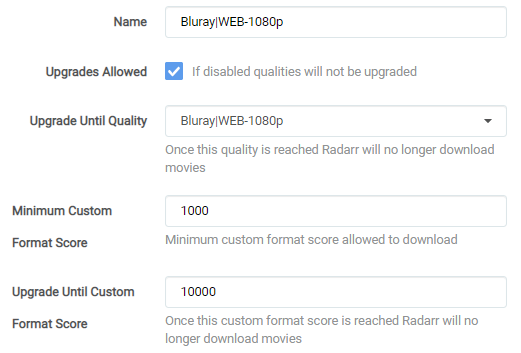 Name Bluray|WEB-1080p
Upgrades Allowed If disabled qualities will not be upgraded
Upgrade Until Quality Bluray|WEB-1080p
Once this quality is reached Radarr will no longer download
movies
Minimum Custom 1000
Format Score Minimum custom format score allowed to download
Upgrade Until Custom 10000
Format Score Once this custom format score is reached Radarr will no
longer download movies